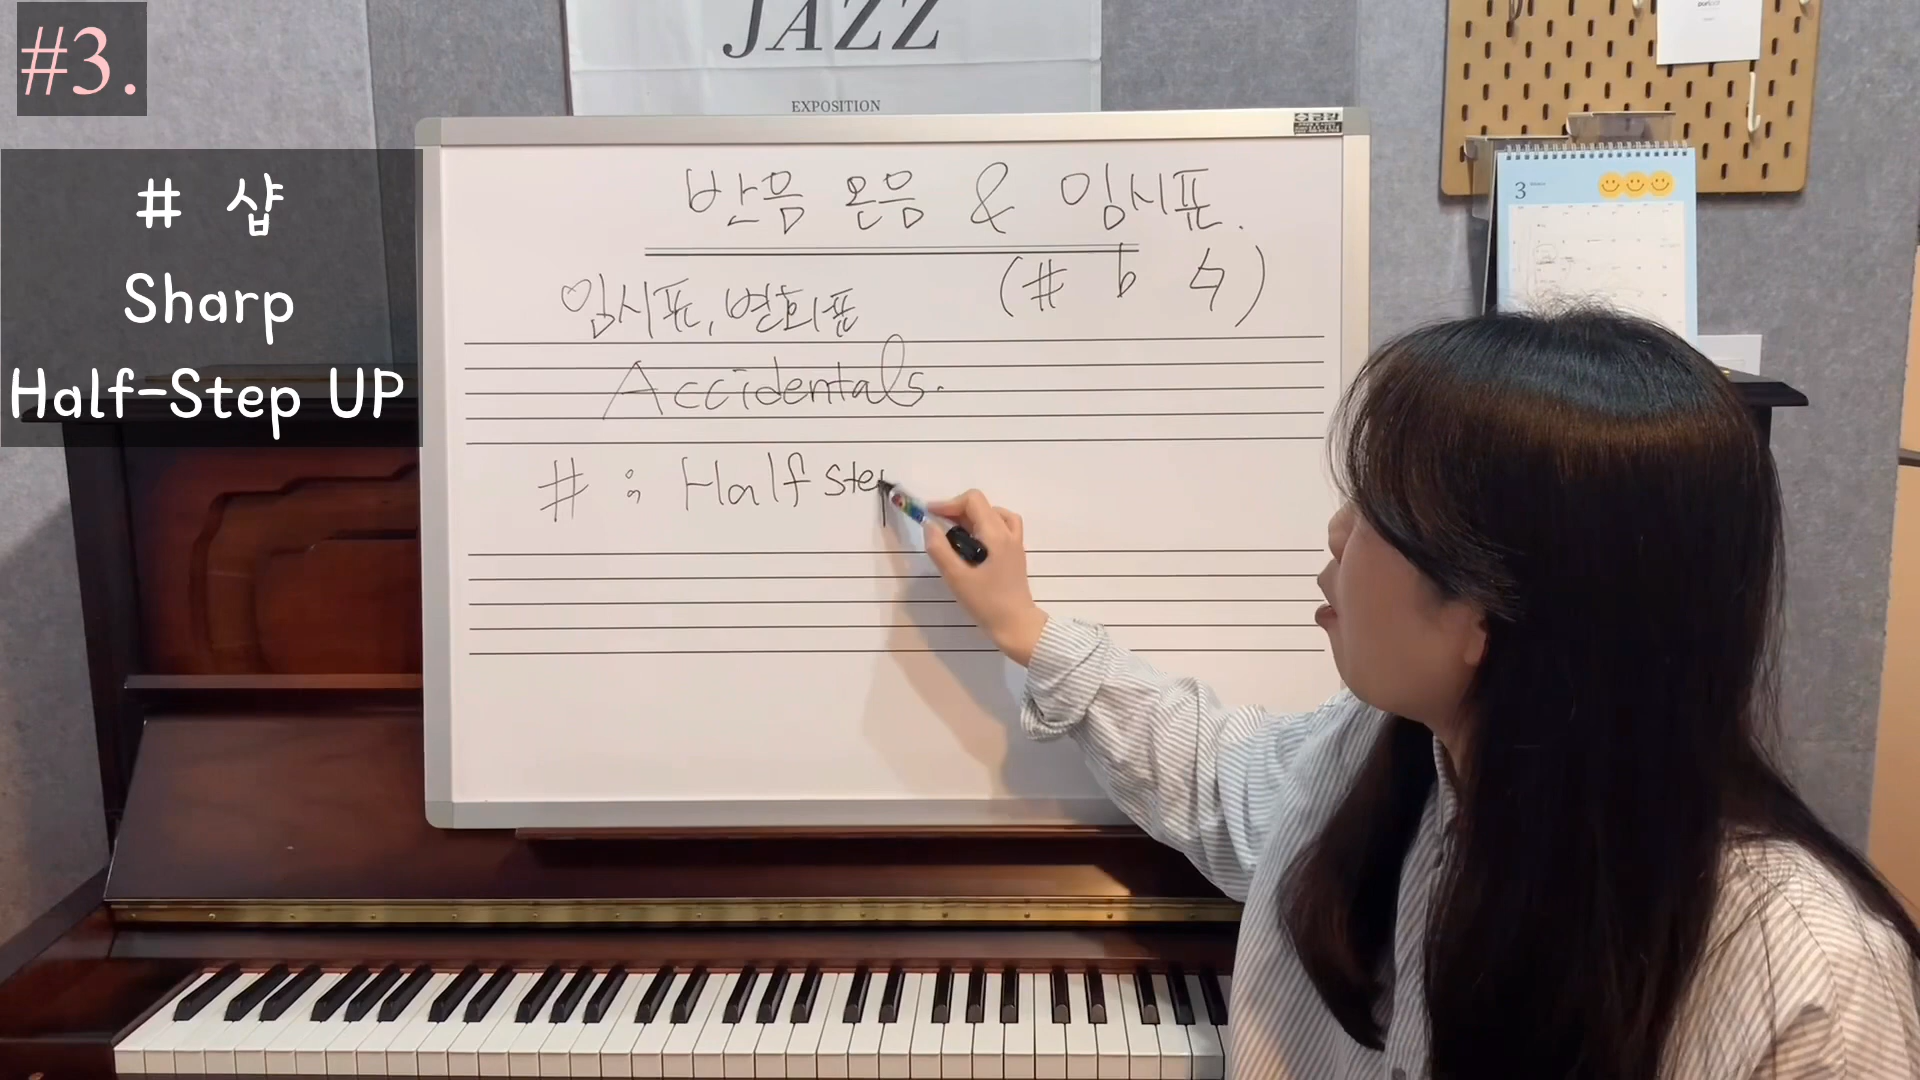 #3.
# 샵
Sharp
Half-Step UP
JAZZ
EXPOSITION
반음 온음 & 임시표.
(# ♭ ♮)
임시표, 변화표
Accidentals.
# : Half step
3